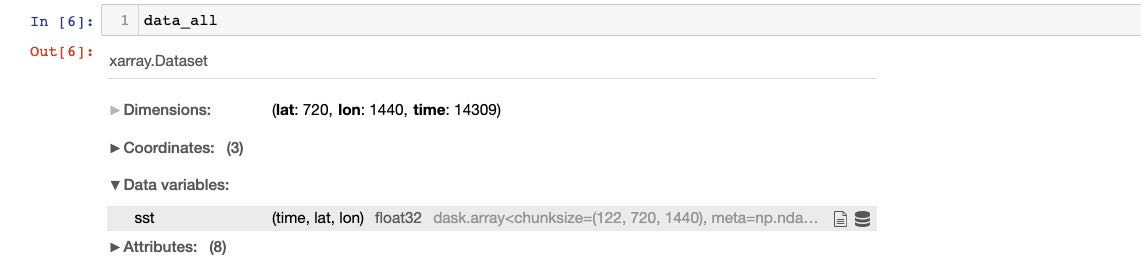 In [6]: 1 data_all
Out[6]:
xarray.Dataset
▶ Dimensions: (lat: 720, lon: 1440, time: 14309)
▶ Coordinates: (3)
▼ Data variables:
sst (time, lat, lon) float32 dask.array<chunksize=(122, 720, 1440), meta=np.nda...
▶ Attributes: (8)